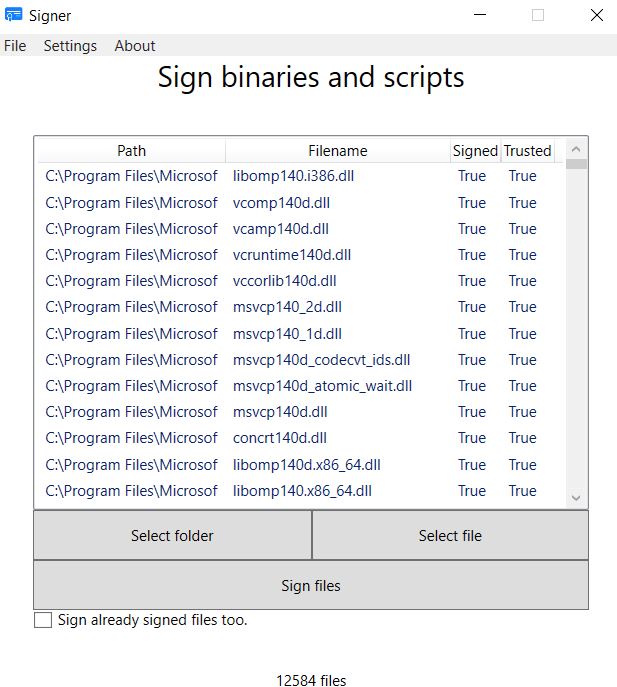 Signer
File Settings About
Sign binaries and scripts
Path Filename Signed Trusted
C:\Program Files\Microsof libomp140.i386.dll True True
C:\Program Files\Microsof vcomp140d.dll True True
C:\Program Files\Microsof vcamp140d.dll True True
C:\Program Files\Microsof vcruntime140d.dll True True
C:\Program Files\Microsof vccorlib140d.dll True True
C:\Program Files\Microsof msvcp140_2d.dll True True
C:\Program Files\Microsof msvcp140_1d.dll True True
C:\Program Files\Microsof msvcp140d_codecvt_ids.dll True True
C:\Program Files\Microsof msvcp140d_atomic_wait.dll True True
C:\Program Files\Microsof msvcp140d.dll True True
C:\Program Files\Microsof concrt140d.dll True True
C:\Program Files\Microsof libomp140d.x86_64.dll True True
C:\Program Files\Microsof libomp140.x86_64.dll True True
Select folder Select file
Sign files
Sign already signed files too.
12584 files